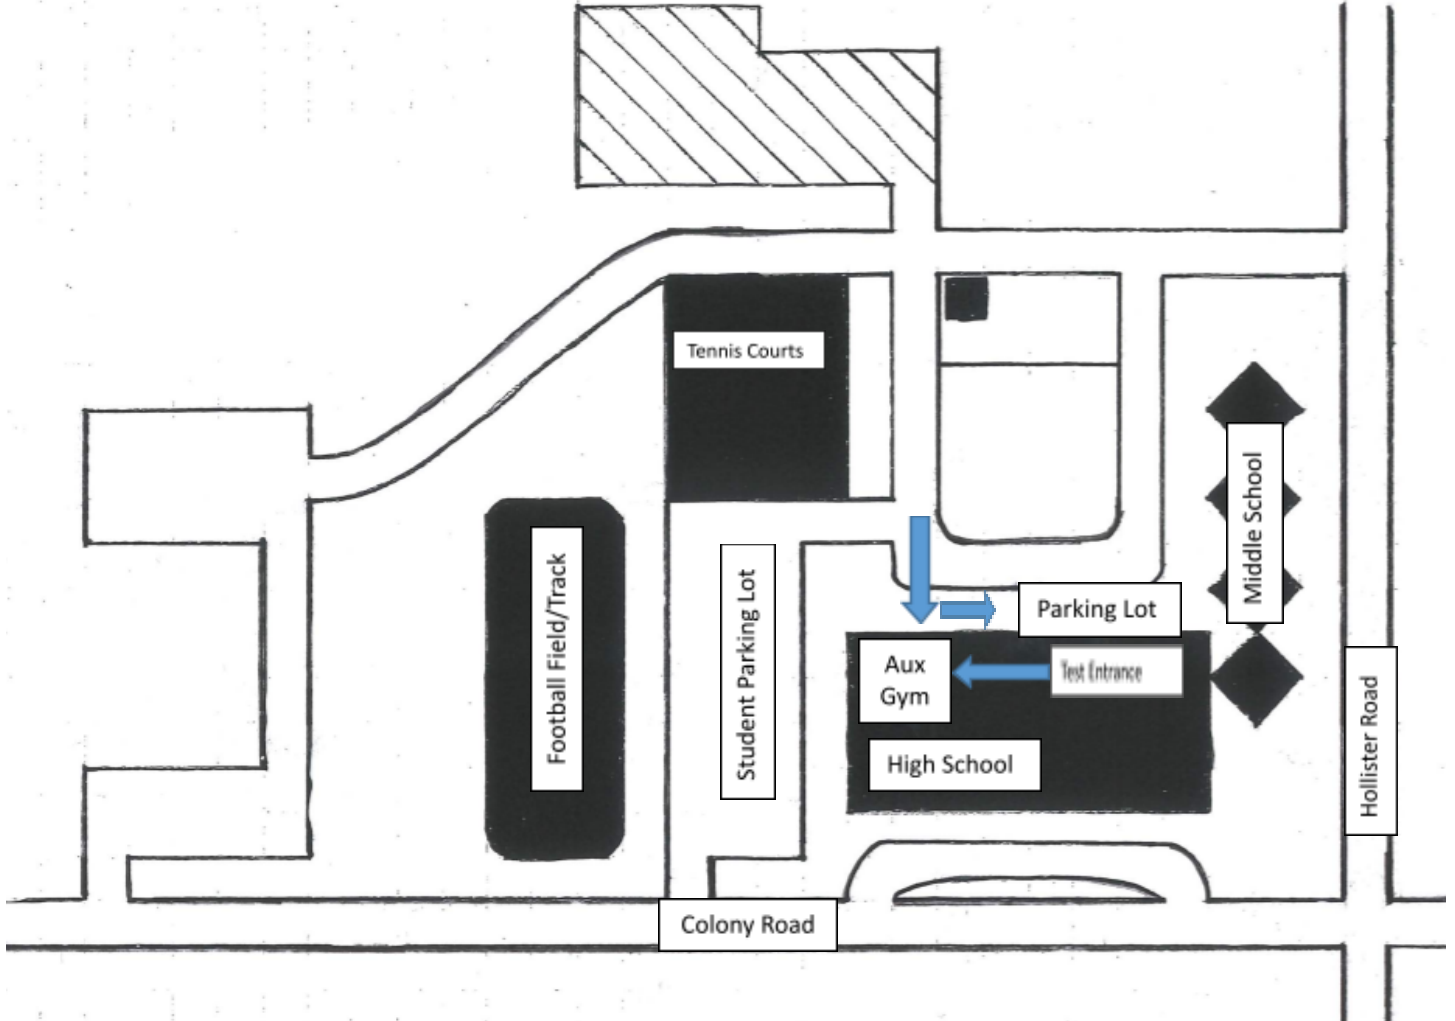 Tennis Courts
Middle School
Football Field/Track
Student Parking Lot
Parking Lot
Aux
Gym
Test Entrance
High School
Hollister Road
Colony Road